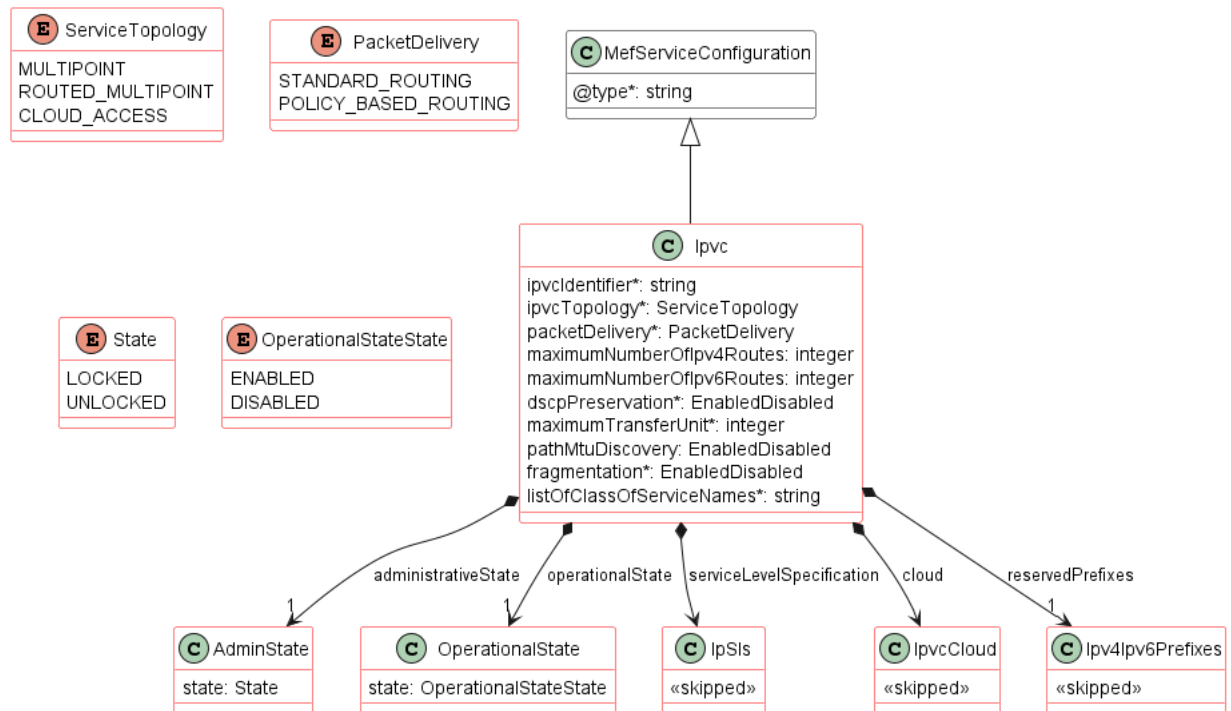 E ServiceTopology
MULTIPOINT
ROUTED_MULTIPOINT
CLOUD_ACCESS
E PacketDelivery
STANDARD_ROUTING
POLICY_BASED_ROUTING
C MefServiceConfiguration
@type*: string
C Ipvc
ipvcIdentifier*: string
ipvcTopology*: ServiceTopology
packetDelivery*: PacketDelivery
maximumNumberOfIpv4Routes: integer
maximumNumberOfIpv6Routes: integer
dscpPreservation*: EnabledDisabled
maximumTransferUnit*: integer
pathMtuDiscovery: EnabledDisabled
fragmentation*: EnabledDisabled
listOfClassOfServiceNames*: string
E State
LOCKED
UNLOCKED
E OperationalStateState
ENABLED
DISABLED
administrativeState
operationalState
serviceLevelSpecification
cloud
reservedPrefixes
1
1
1
C AdminState
state: State
C OperationalState
state: OperationalStateState
C IpSls
«skipped»
C IpvcCloud
«skipped»
C Ipv4Ipv6Prefixes
«skipped»